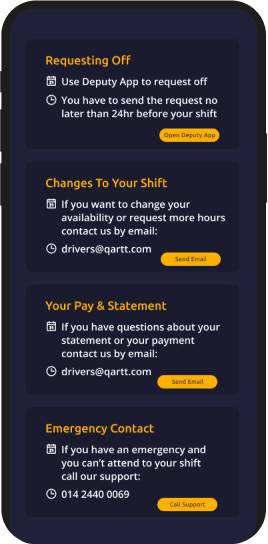 Requesting Off
Use Deputy App to request off
You have to send the request no
later than 24hr before your shift
Open Deputy App
Changes To Your Shift
If you want to change your
availability or request more hours
contact us by email:
drivers@qartt.com
Send Email
Your Pay & Statement
If you have questions about your
statement or your payment
contact us by email:
drivers@qartt.com
Send Email
Emergency Contact
If you have an emergency and
you can't attend to your shift
call our support:
014 2440 0069
Call Support